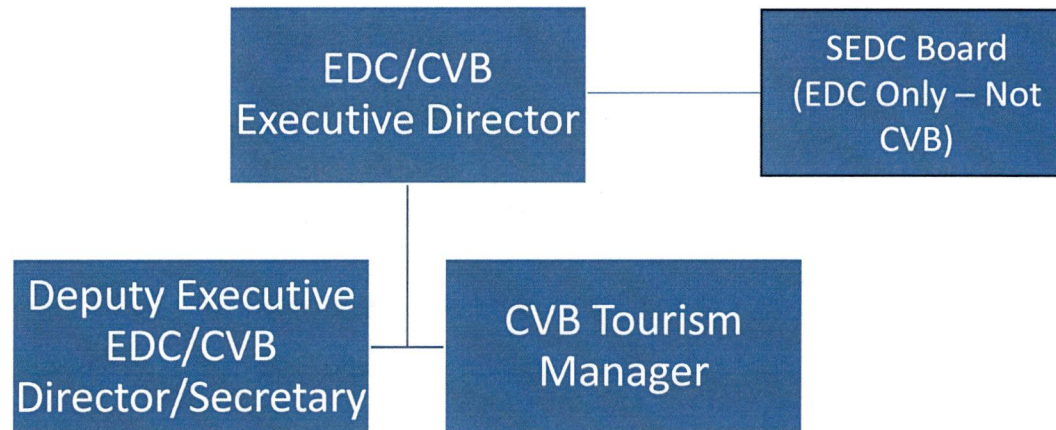 EDC/CVB
Executive Director
SEDC Board
(EDC Only – Not
CVB)
Deputy Executive
EDC/CVB
Director/Secretary
CVB Tourism
Manager